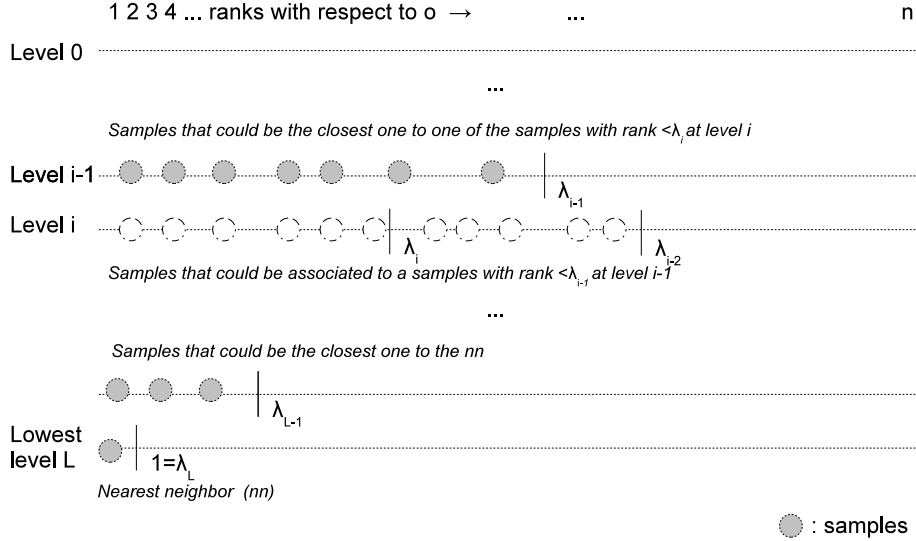 1 2 3 4 ... ranks with respect to o → ... n
Level 0
...
Samples that could be the closest one to one of the samples with rank <λi at level i
Level i-1
λi-1
Level i
λi
λi-2
Samples that could be associated to a samples with rank <λi-1 at level i-1
...
Samples that could be the closest one to the nn
λL-1
Lowest
level L
1=λL
Nearest neighbor (nn)
: samples